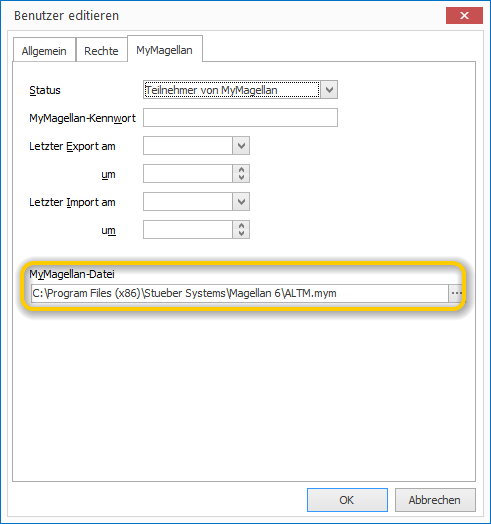 Benutzer editieren
Allgemein Rechte MyMagellan
Status Teilnehmer von MyMagellan
MyMagellan-Kennwort
Letzter Export am
um
Letzter Import am
um
MyMagellan-Datei
C:\Program Files (x86)\Stueber Systems\Magellan 6\ALTM.mym ...
OK Abbrechen